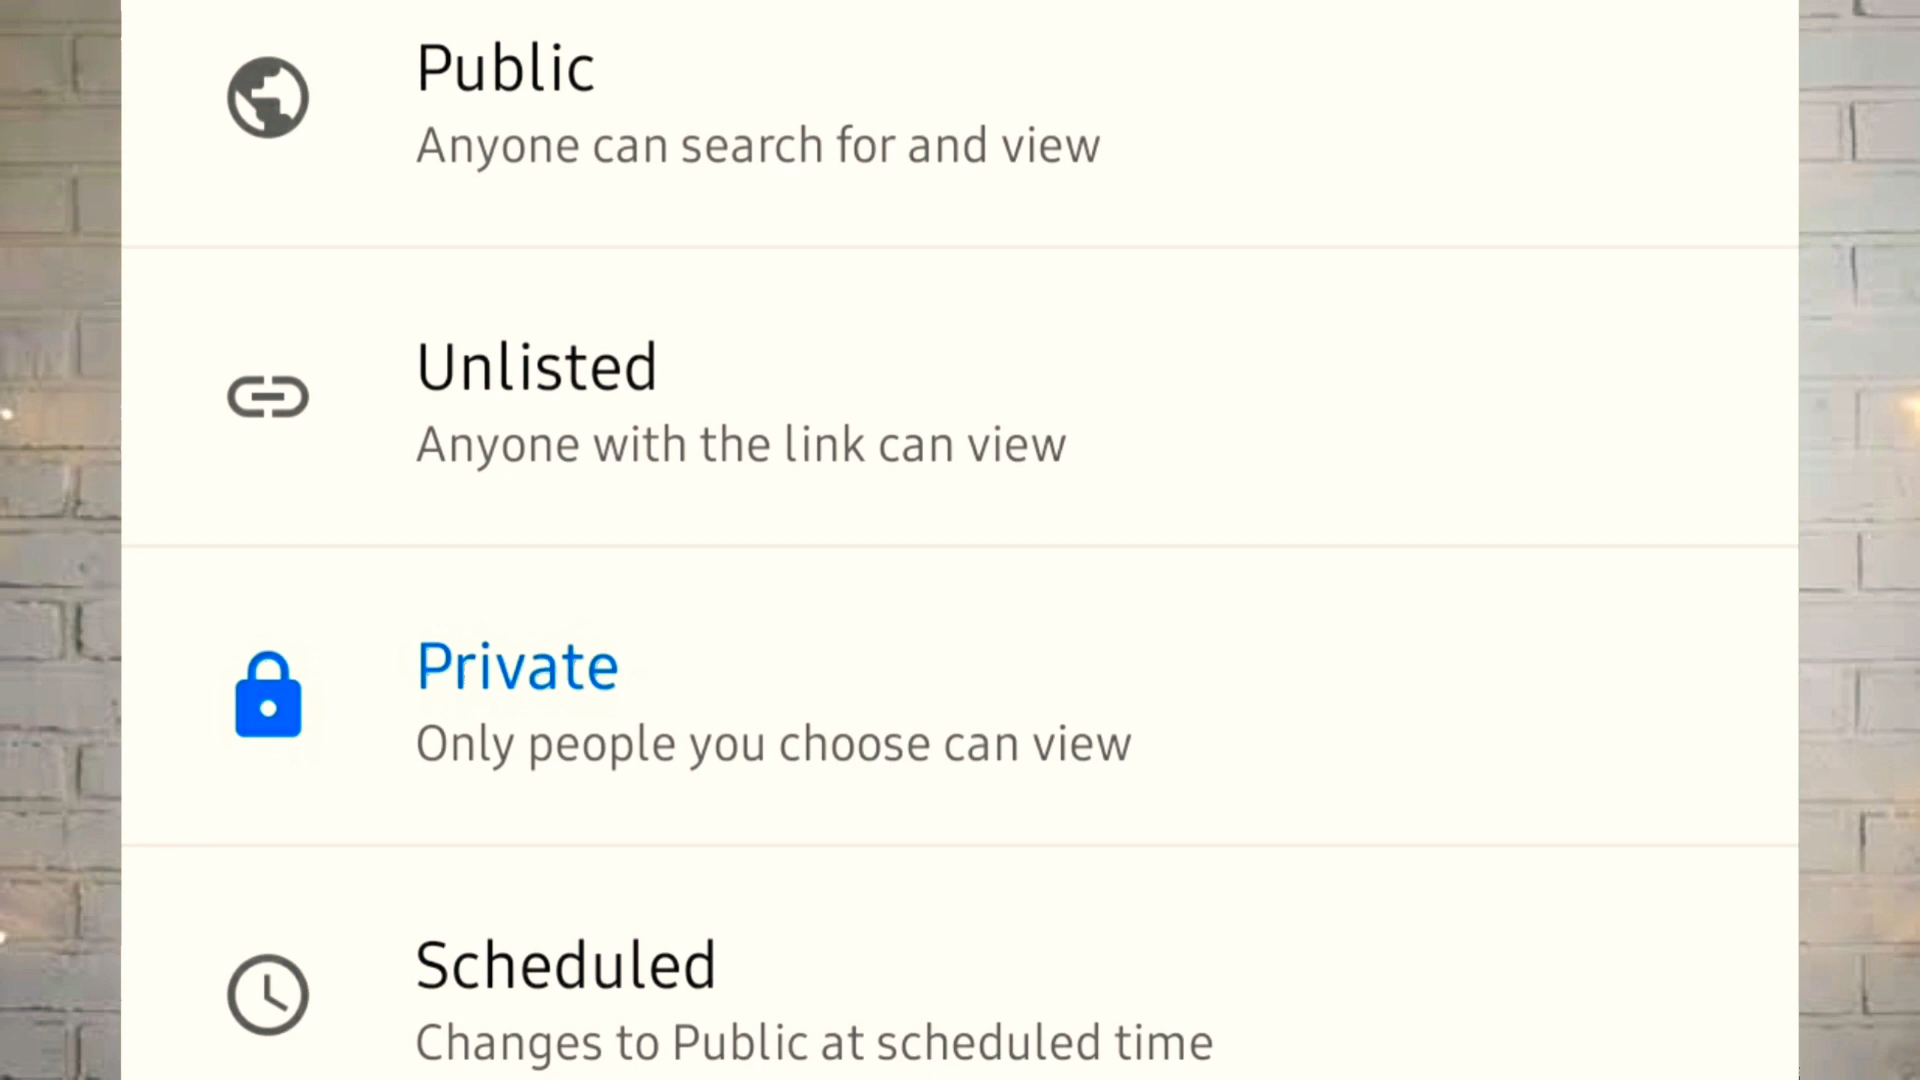 Public
Anyone can search for and view
Unlisted
Anyone with the link can view
Private
Only people you choose can view
Scheduled
Changes to Public at scheduled time